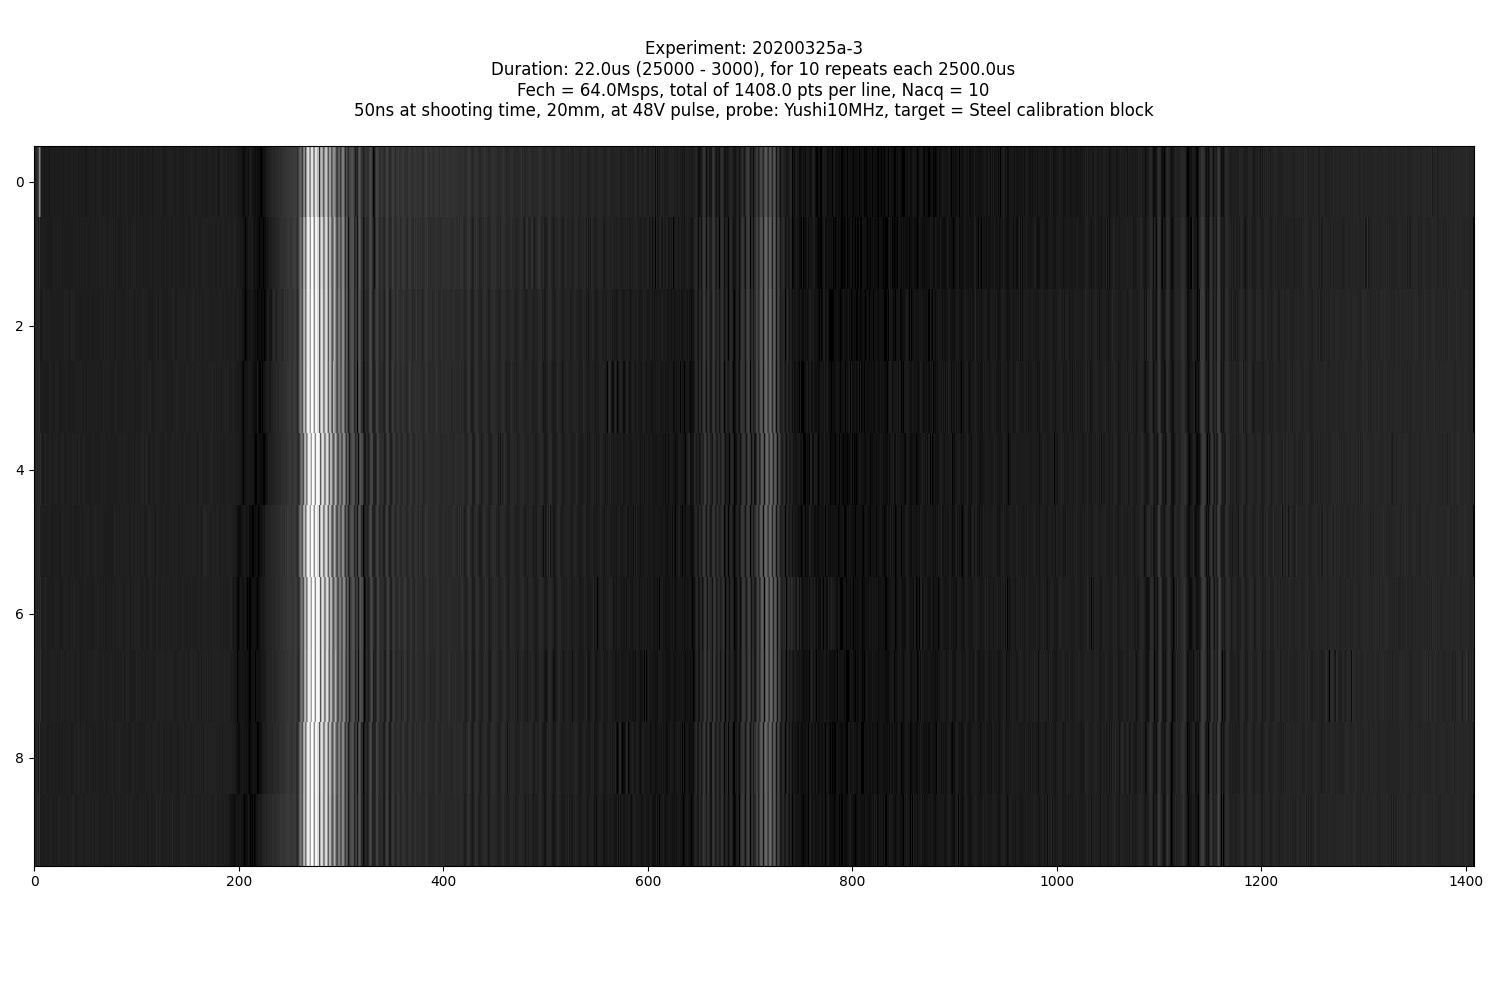 Experiment: 20200325a-3
Duration: 22.0us (25000 - 3000), for 10 repeats each 2500.0us
Fech = 64.0Msps, total of 1408.0 pts per line, Nacq = 10
50ns at shooting time, 20mm, at 48V pulse, probe: Yushi10MHz, target = Steel calibration block
0
2
4
6
8
0 200 400 600 800 1000 1200 1400